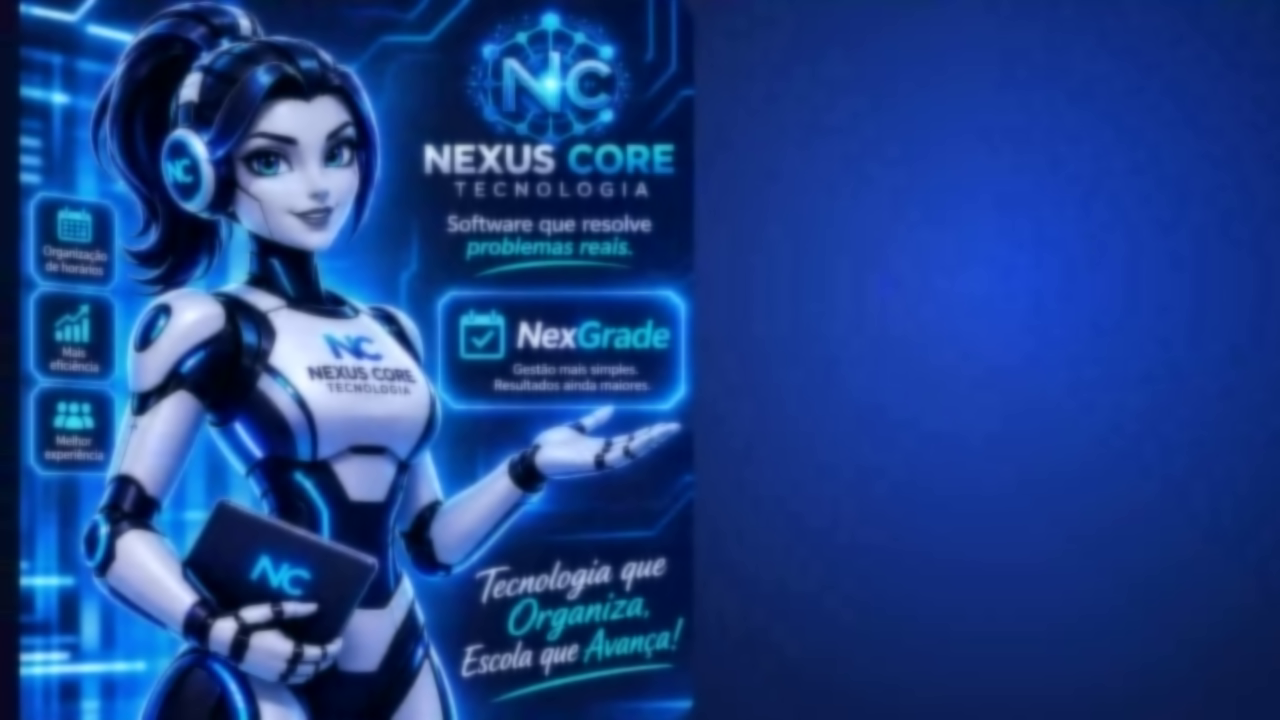 NC
NEXUS CORE
TECNOLOGIA
Software que resolve
problemas reais.
NC
Organização
de horários
Mais
eficiência
Melhor
experiência
NexGrade
Gestão mais simples.
Resultados ainda maiores.
NC
NEXUS CORE
TECNOLOGIA
NC
Tecnologia que
Organiza,
Escola que Avança!